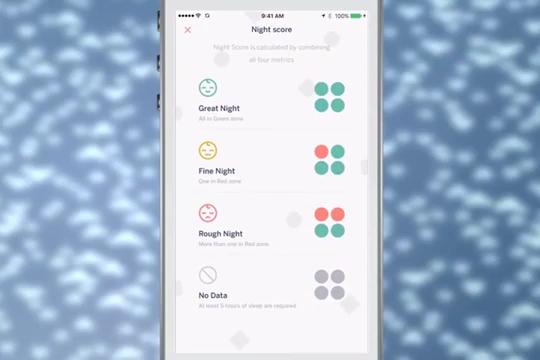 9:41 AM
100%
Night score
Night Score is calculated by combining
all four metrics
Great Night
All in Green zone
Fine Night
One in Red zone
Rough Night
More than one in Red zone
No Data
At least 5 hours of sleep are required